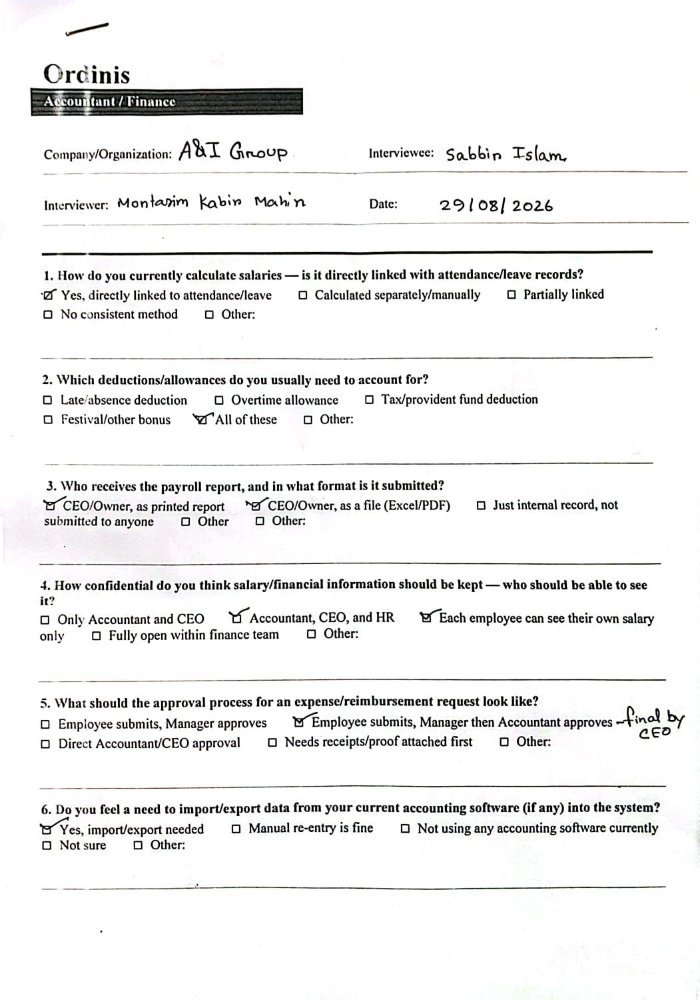 Ordinis
Accountant / Finance
Company/Organization: A&I Group Interviewee: Sabbir Islam
Interviewer: Montasim Kabir Mahin Date: 29/08/2026
1. How do you currently calculate salaries — is it directly linked with attendance/leave records?
☑ Yes, directly linked to attendance/leave ☐ Calculated separately/manually ☐ Partially linked
☐ No consistent method ☐ Other:
2. Which deductions/allowances do you usually need to account for?
☐ Late/absence deduction ☐ Overtime allowance ☐ Tax/provident fund deduction
☐ Festival/other bonus ☑ All of these ☐ Other:
3. Who receives the payroll report, and in what format is it submitted?
☑ CEO/Owner, as printed report ☑ CEO/Owner, as a file (Excel/PDF) ☐ Just internal record, not
submitted to anyone ☐ Other ☐ Other:
4. How confidential do you think salary/financial information should be kept — who should be able to see
it?
☐ Only Accountant and CEO ☑ Accountant, CEO, and HR ☑ Each employee can see their own salary
only ☐ Fully open within finance team ☐ Other:
5. What should the approval process for an expense/reimbursement request look like?
☐ Employee submits, Manager approves ☑ Employee submits, Manager then Accountant approves - final by
CEO
☐ Direct Accountant/CEO approval ☐ Needs receipts/proof attached first ☐ Other:
6. Do you feel a need to import/export data from your current accounting software (if any) into the system?
☑ Yes, import/export needed ☐ Manual re-entry is fine ☐ Not using any accounting software currently
☐ Not sure ☐ Other: